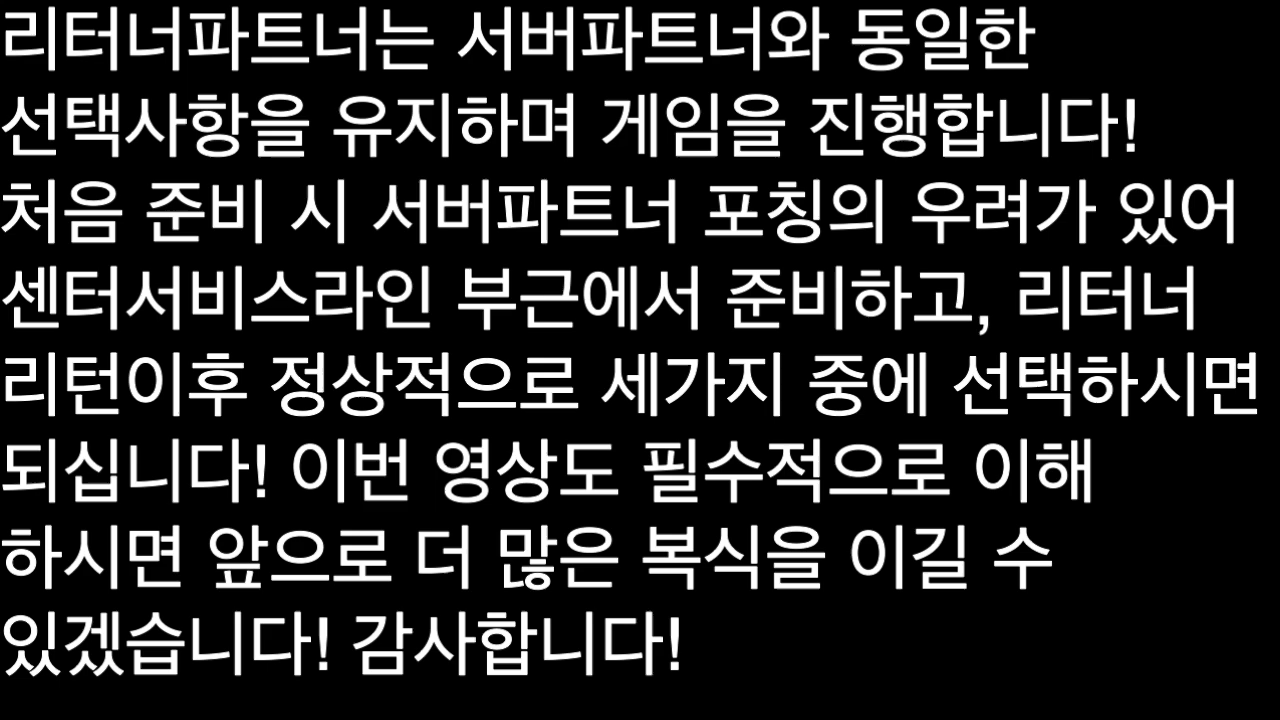 리터너파트너는 서버파트너와 동일한
선택사항을 유지하며 게임을 진행합니다!
처음 준비 시 서버파트너 포칭의 우려가 있어
센터서비스라인 부근에서 준비하고, 리터너
리턴이후 정상적으로 세가지 중에 선택하시면
되십니다! 이번 영상도 필수적으로 이해
하시면 앞으로 더 많은 복식을 이길 수
있겠습니다! 감사합니다!